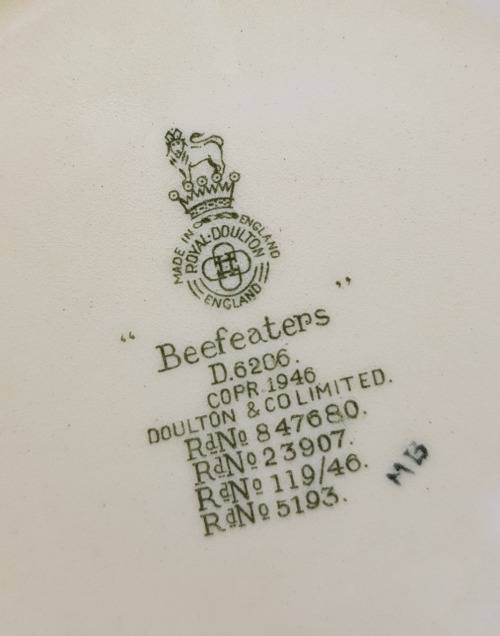 MADE IN ENGLAND
ROYAL·DOULTON
ENGLAND
"Beefeaters"
D.6206.
COPR.1946
DOULTON & CO LIMITED.
RdNo 847680.
RdNo 23907.
RdNo 119/46.
RdNo 5193.
MB